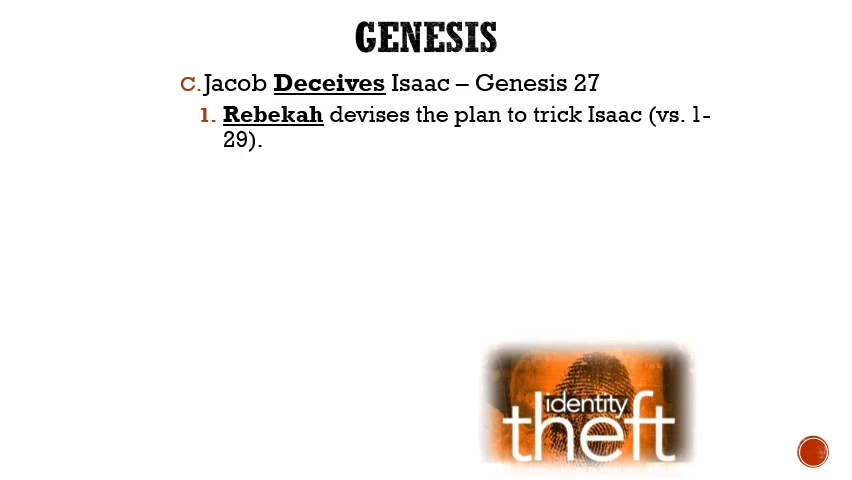 GENESIS
C. Jacob Deceives Isaac – Genesis 27
1. Rebekah devises the plan to trick Isaac (vs. 1-
29).
identity
theft